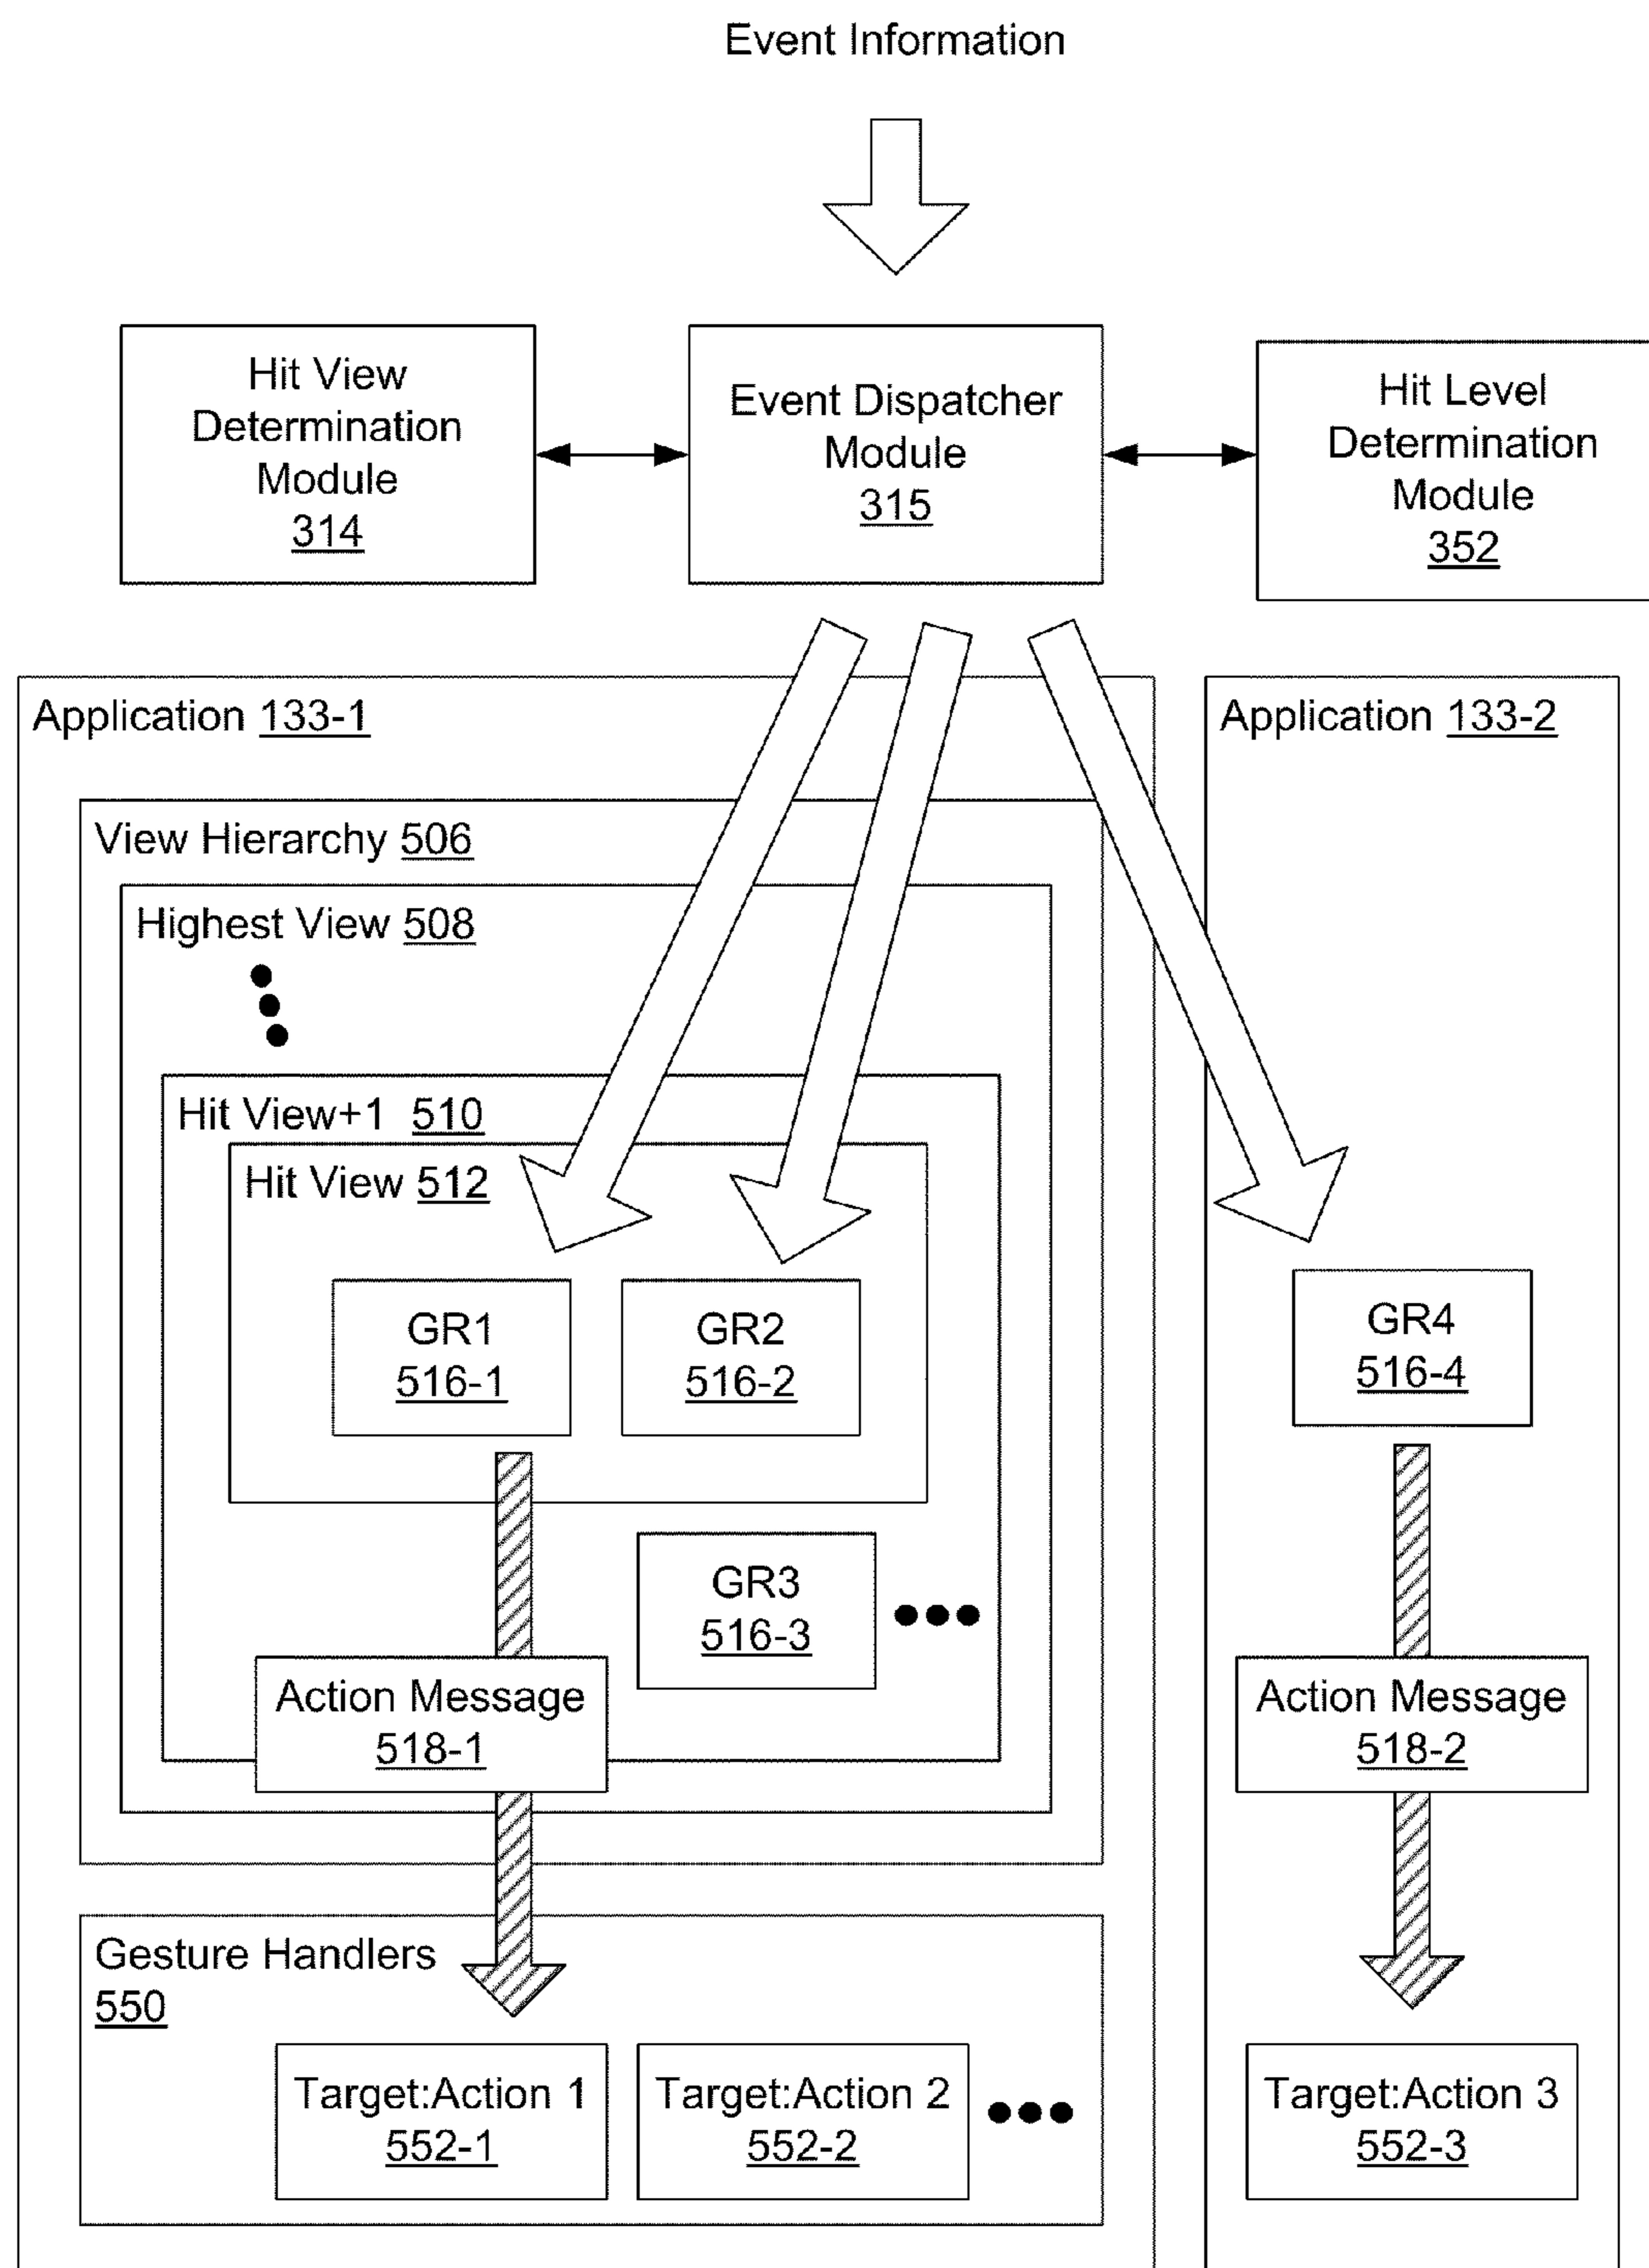 Event Information
Hit View
Determination
Module
314
Event Dispatcher
Module
315
Hit Level
Determination
Module
352
Application 133-1
Application 133-2
View Hierarchy 506
Highest View 508
Hit View+1 510
Hit View 512
GR1
516-1
GR2
516-2
GR4
516-4
GR3
516-3
Action Message
518-1
Action Message
518-2
Gesture Handlers
550
Target:Action 1
552-1
Target:Action 2
552-2
Target:Action 3
552-3